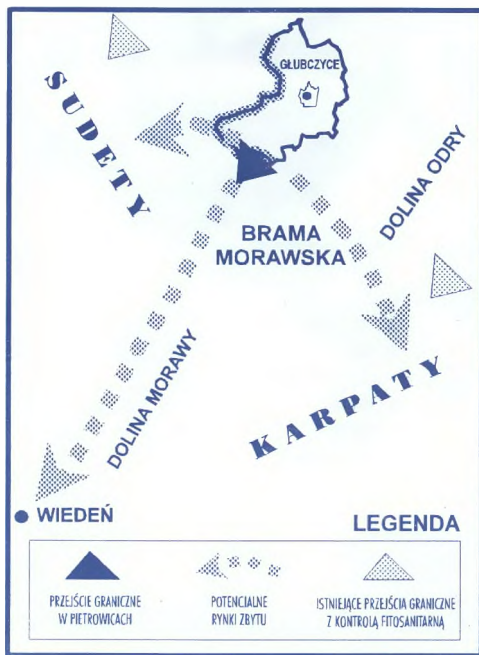 GŁUBCZYCE
SUDETY
DOLINA ODRY
BRAMA
MORAWSKA
DOLINA MORAWY
KARPATY
WIEDEŃ
LEGENDA
PRZEJŚCIE GRANICZNE
W PIETROWICACH
POTENCJALNE
RYNKI ZBYTU
ISTNIEJĄCE PRZEJŚCIA GRANICZNE
Z KONTROLĄ FITOSANITARNĄ